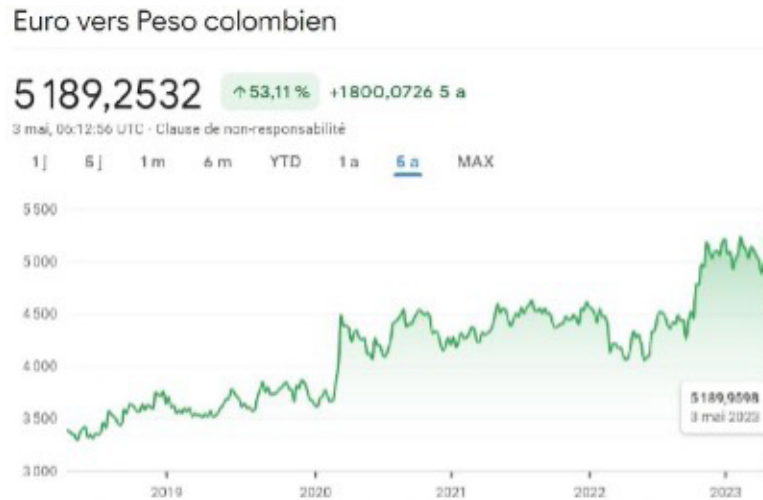 Euro vers Peso colombien
5 189,2532 ↑ 53,11 % +1800,0726 5 a
3 mai, 06:12:56 UTC · Clause de non-responsabilité
1 j 5 j 1 m 6 m YTD 1 a 5 a MAX
5 500
5 000
4 500
4 000
3 500
3 000
5 189,9598
3 mai 2023
2019 2020 2021 2022 2023